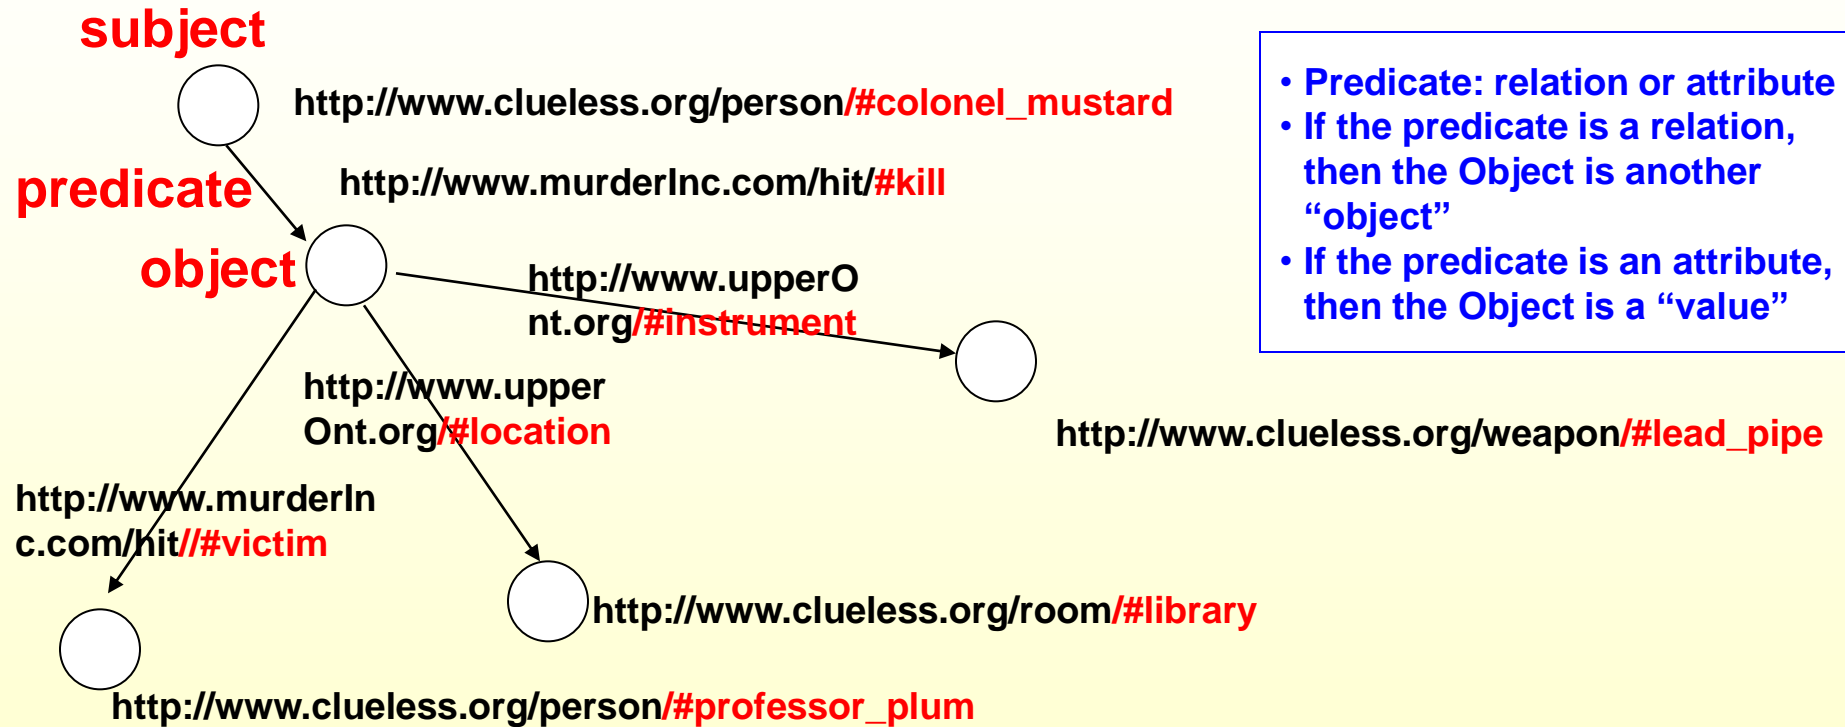 subject
http://www.clueless.org/person/#colonel_mustard
predicate
http://www.murderInc.com/hit/#kill
object
http://www.upperO
nt.org/#instrument
http://www.upper
Ont.org/#location
http://www.clueless.org/weapon/#lead_pipe
http://www.murderIn
c.com/hit//#victim
http://www.clueless.org/room/#library
http://www.clueless.org/person/#professor_plum
• Predicate: relation or attribute
• If the predicate is a relation,
then the Object is another
“object”
• If the predicate is an attribute,
then the Object is a “value”